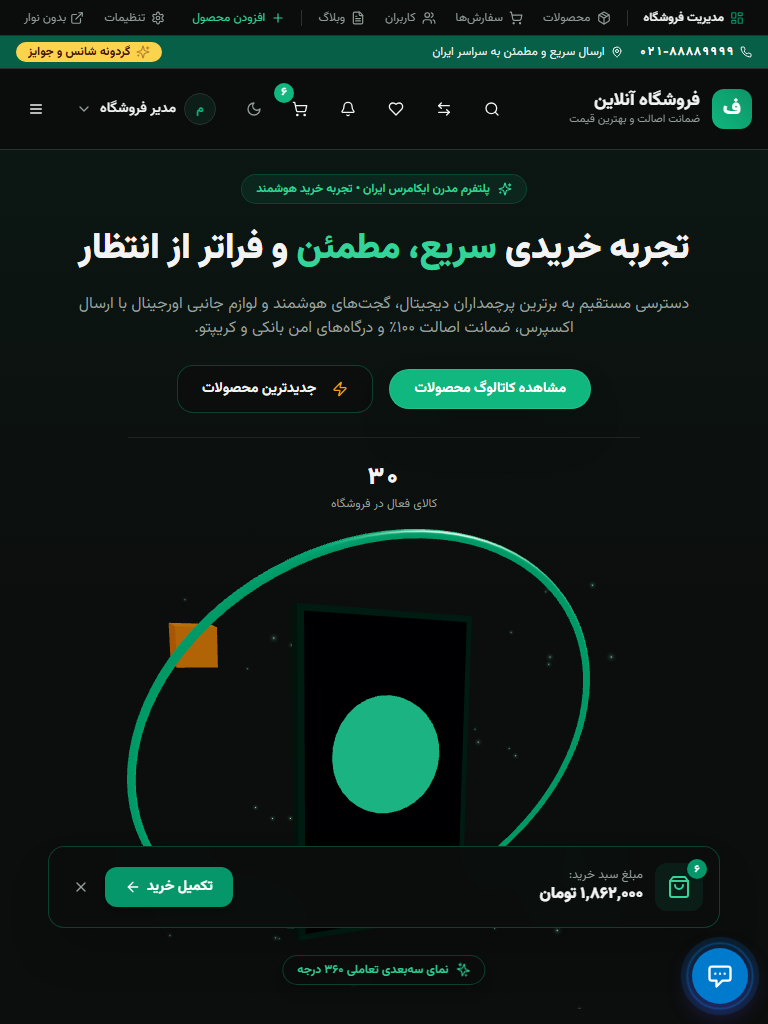 مدیریت فروشگاه
محصولات
سفارش‌ها
کاربران
وبلاگ
افزودن محصول
تنظیمات
بدون نوار
۰۲۱-۸۸۸۸۹۹۹۹
ارسال سریع و مطمئن به سراسر ایران
گردونه شانس و جوایز
ف
فروشگاه آنلاین
ضمانت اصالت و بهترین قیمت
۶
م
مدیر فروشگاه
پلتفرم مدرن ایکامرس ایران • تجربه خرید هوشمند
تجربه خریدی سریع، مطمئن و فراتر از انتظار
دسترسی مستقیم به برترین پرچمداران دیجیتال، گجت‌های هوشمند و لوازم جانبی اورجینال با ارسال
اکسپرس، ضمانت اصالت ۱۰۰٪ و درگاه‌های امن بانکی و کریپتو.
مشاهده کاتالوگ محصولات
جدیدترین محصولات
۳۰
کالای فعال در فروشگاه
۶
مبلغ سبد خرید:
۱,۸۶۲,۰۰۰ تومان
تکمیل خرید
نمای سه‌بعدی تعاملی ۳۶۰ درجه